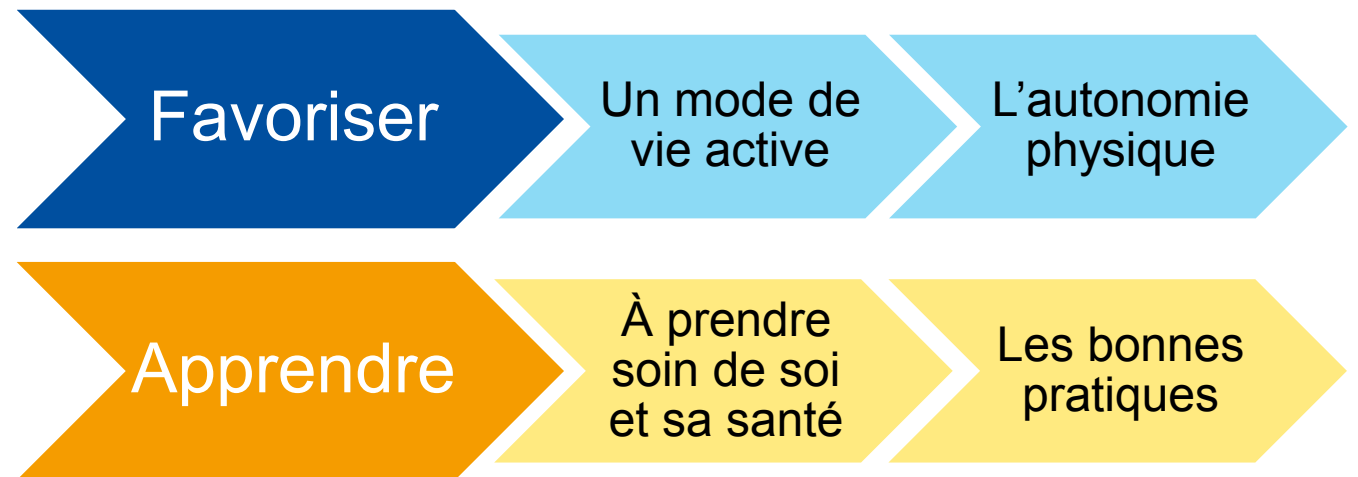 Favoriser
Un mode de
vie active
L’autonomie
physique
Apprendre
À prendre
soin de soi
et sa santé
Les bonnes
pratiques